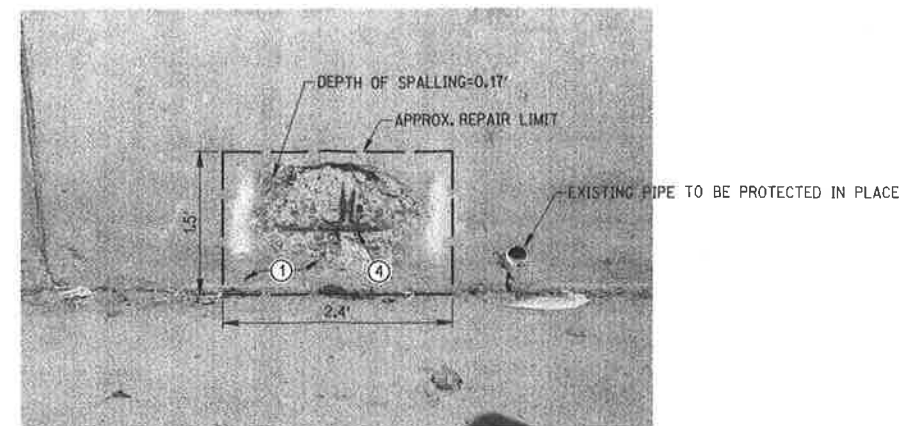 DEPTH OF SPALLING=0.17'
APPROX. REPAIR LIMIT
EXISTING PIPE TO BE PROTECTED IN PLACE
1.5'
1
4
2.4'